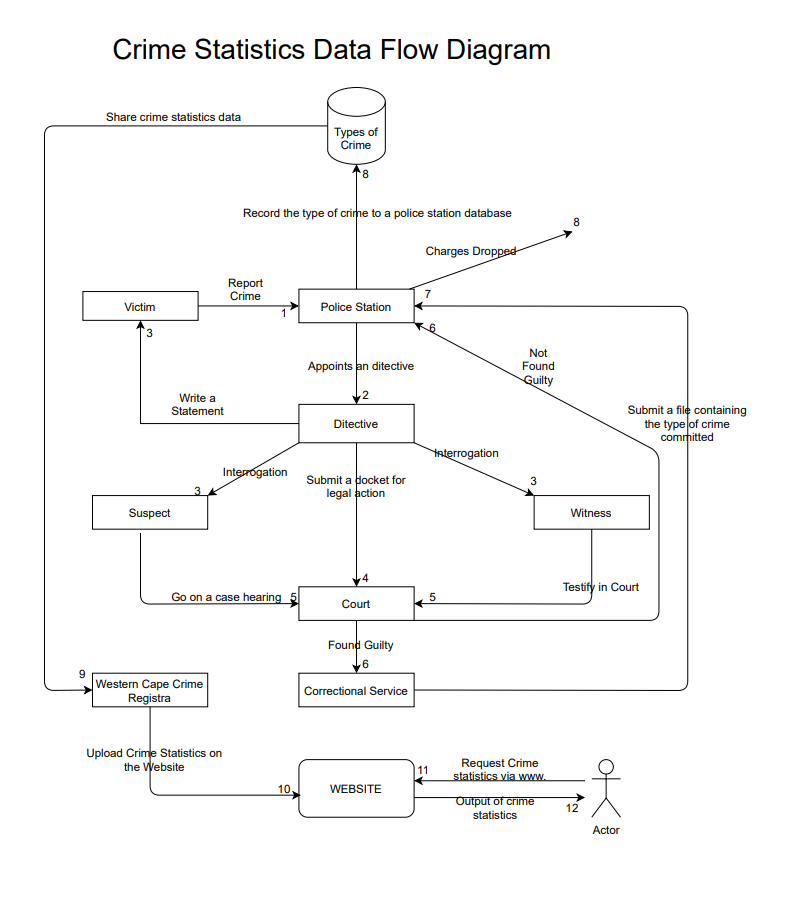 Crime Statistics Data Flow Diagram
Share crime statistics data
Types of
Crime
8
Record the type of crime to a police station database
8
Charges Dropped
Report
Crime
Victim
1
Police Station
7
6
3
Not
Found
Guilty
Appoints an ditective
2
Write a
Statement
Submit a file containing
the type of crime
committed
Ditective
Interrogation
Interrogation
Submit a docket for
legal action
3
3
Suspect
Witness
4
Testify in Court
Go on a case hearing
5
5
Court
Found Guilty
6
9
Western Cape Crime
Registra
Correctional Service
Upload Crime Statistics on
the Website
10
WEBSITE
11
Request Crime
statistics via www.
Output of crime
statistics
12
Actor